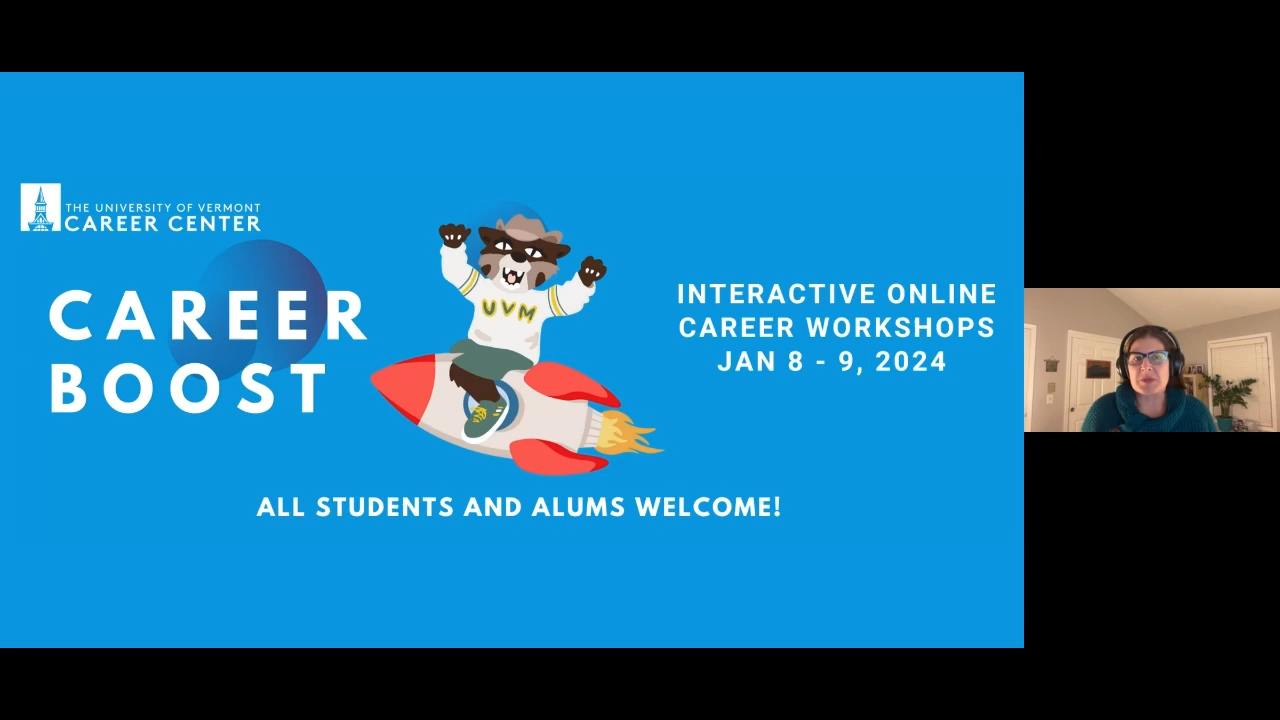 THE UNIVERSITY OF VERMONT
CAREER CENTER
CAREER
BOOST
UVM
INTERACTIVE ONLINE
CAREER WORKSHOPS
JAN 8 - 9, 2024
ALL STUDENTS AND ALUMS WELCOME!